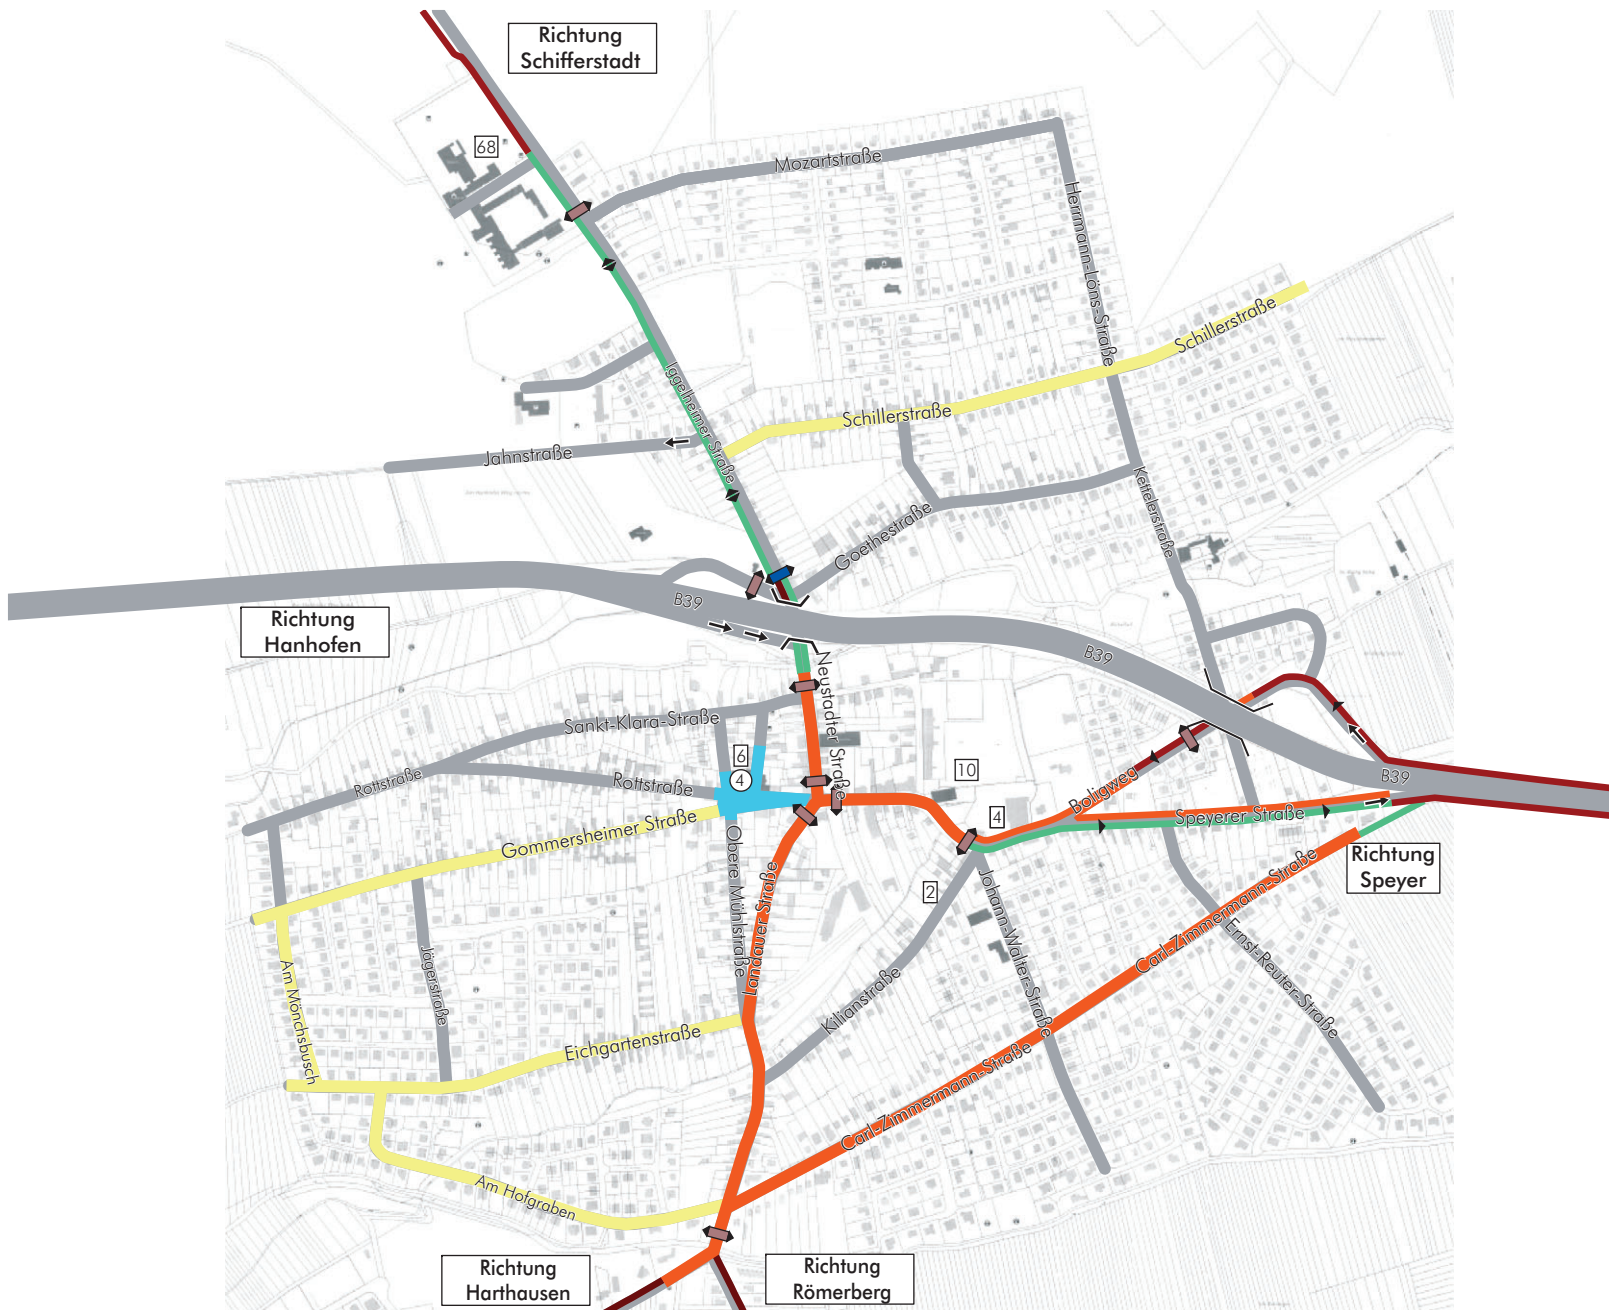 Richtung
Schifferstadt
68
Mozartstraße
Herrmann-Löns-Straße
Schillerstraße
Iggelheimer Straße
Schillerstraße
Jahnstraße
Kettelerstraße
Goethestraße
B39
Richtung
Hanhofen
B39
Neustadter Straße
Sankt-Klara-Straße
6
4
10
Rottstraße
Rottstraße
B39
Boligweg
4
Speyerer Straße
Gommersheimer Straße
Obere Mühlstraße
Richtung
Speyer
2
Landauer Straße
Johann-Walter-Straße
Carl-Zimmermann-Straße
Ernst-Reuter-Straße
Jägerstraße
Am Mönchsbusch
Kilianstraße
Eichgartenstraße
Carl-Zimmermann-Straße
Am Hofgraben
Richtung
Harthausen
Richtung
Römerberg